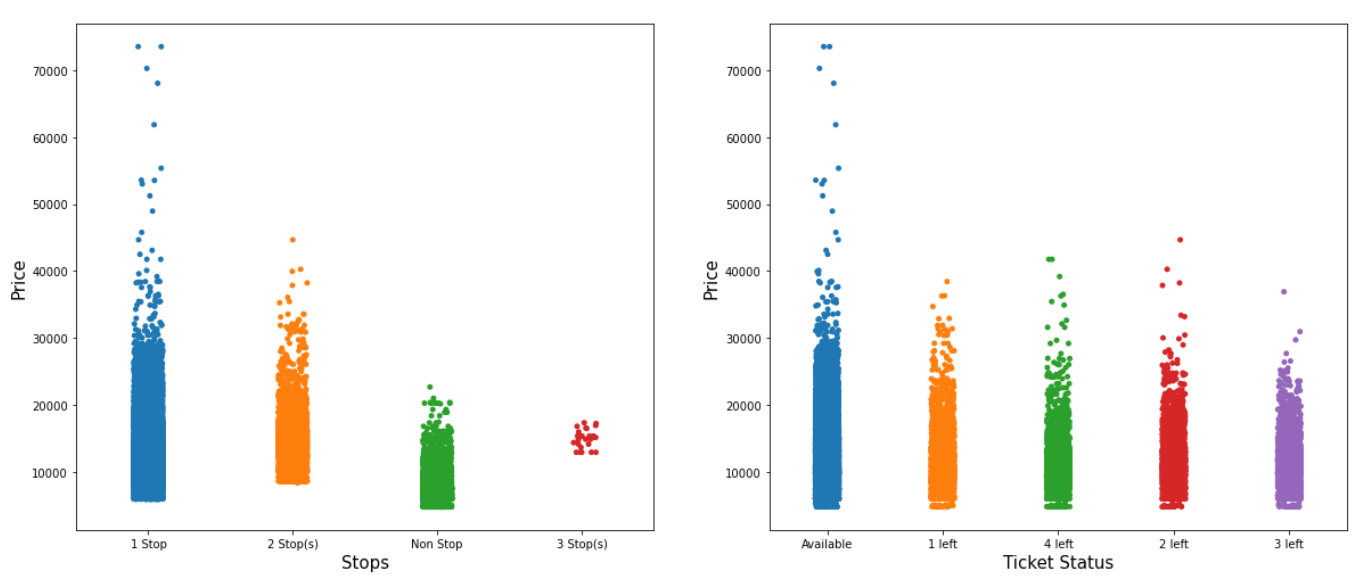 70000
60000
50000
40000
30000
20000
10000
Price
1 Stop 2 Stop(s) Non Stop 3 Stop(s)
Stops
70000
60000
50000
40000
30000
20000
10000
Price
Available 1 left 4 left 2 left 3 left
Ticket Status